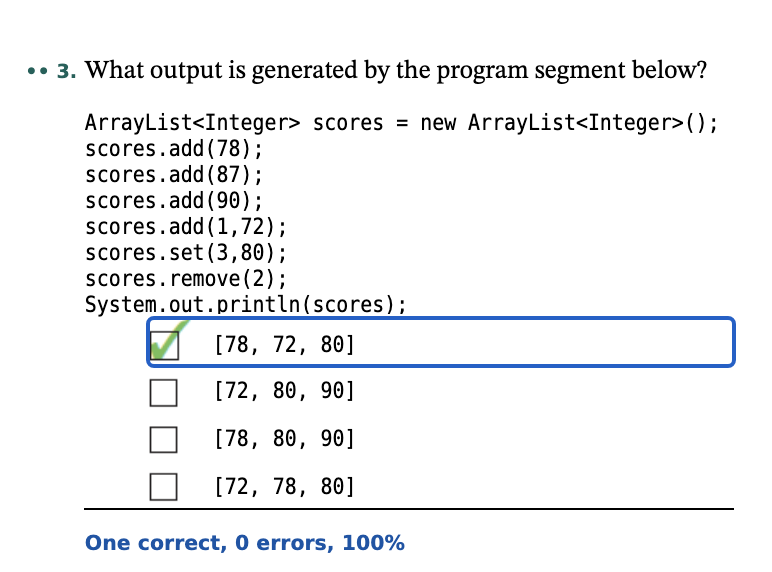 •• 3. What output is generated by the program segment below?
ArrayList<Integer> scores = new ArrayList<Integer>();
scores.add(78);
scores.add(87);
scores.add(90);
scores.add(1,72);
scores.set(3,80);
scores.remove(2);
System.out.println(scores);
[78, 72, 80]
[72, 80, 90]
[78, 80, 90]
[72, 78, 80]
One correct, 0 errors, 100%